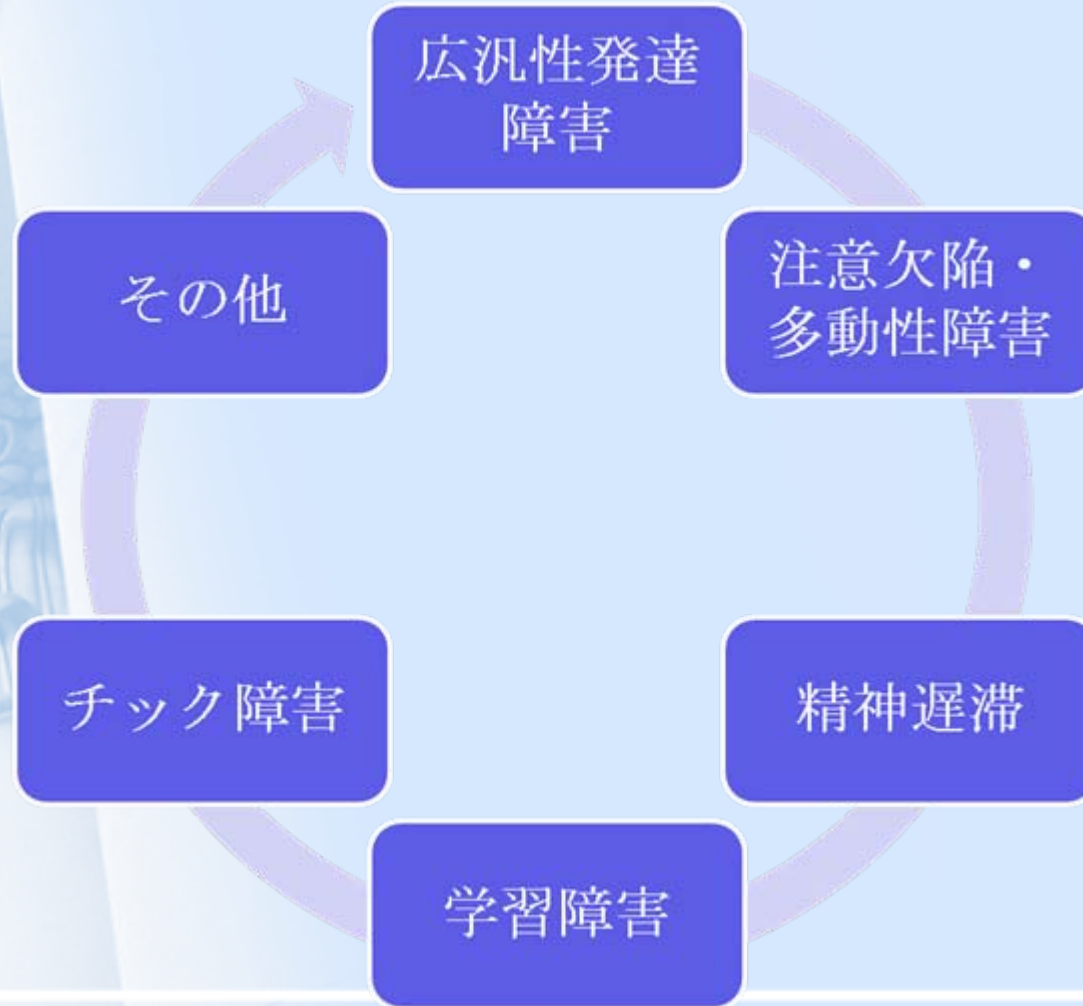 広汎性発達
障害
注意欠陥・
多動性障害
精神遅滞
学習障害
チック障害
その他